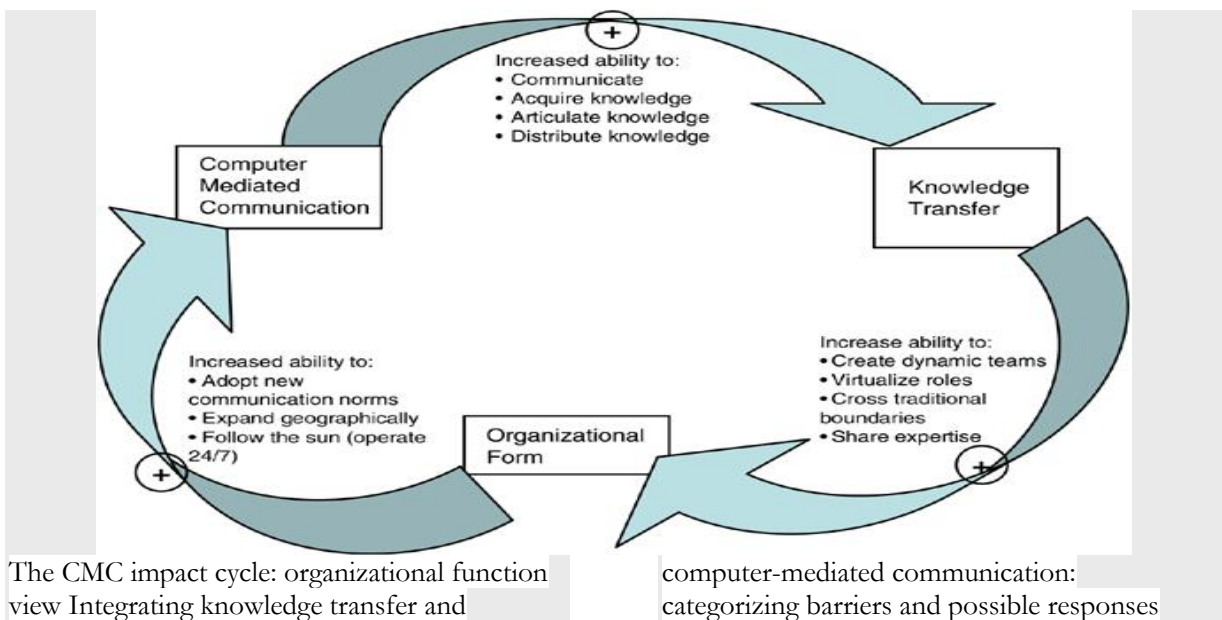 +
Increased ability to:
• Communicate
• Acquire knowledge
• Articulate knowledge
• Distribute knowledge
Computer
Mediated
Communication
Knowledge
Transfer
Increase ability to:
• Create dynamic teams
• Virtualize roles
• Cross traditional
boundaries
• Share expertise
+
Organizational
Form
Increased ability to:
• Adopt new
communication norms
• Expand geographically
• Follow the sun (operate
24/7)
+
The CMC impact cycle: organizational function
view Integrating knowledge transfer and
computer-mediated communication:
categorizing barriers and possible responses